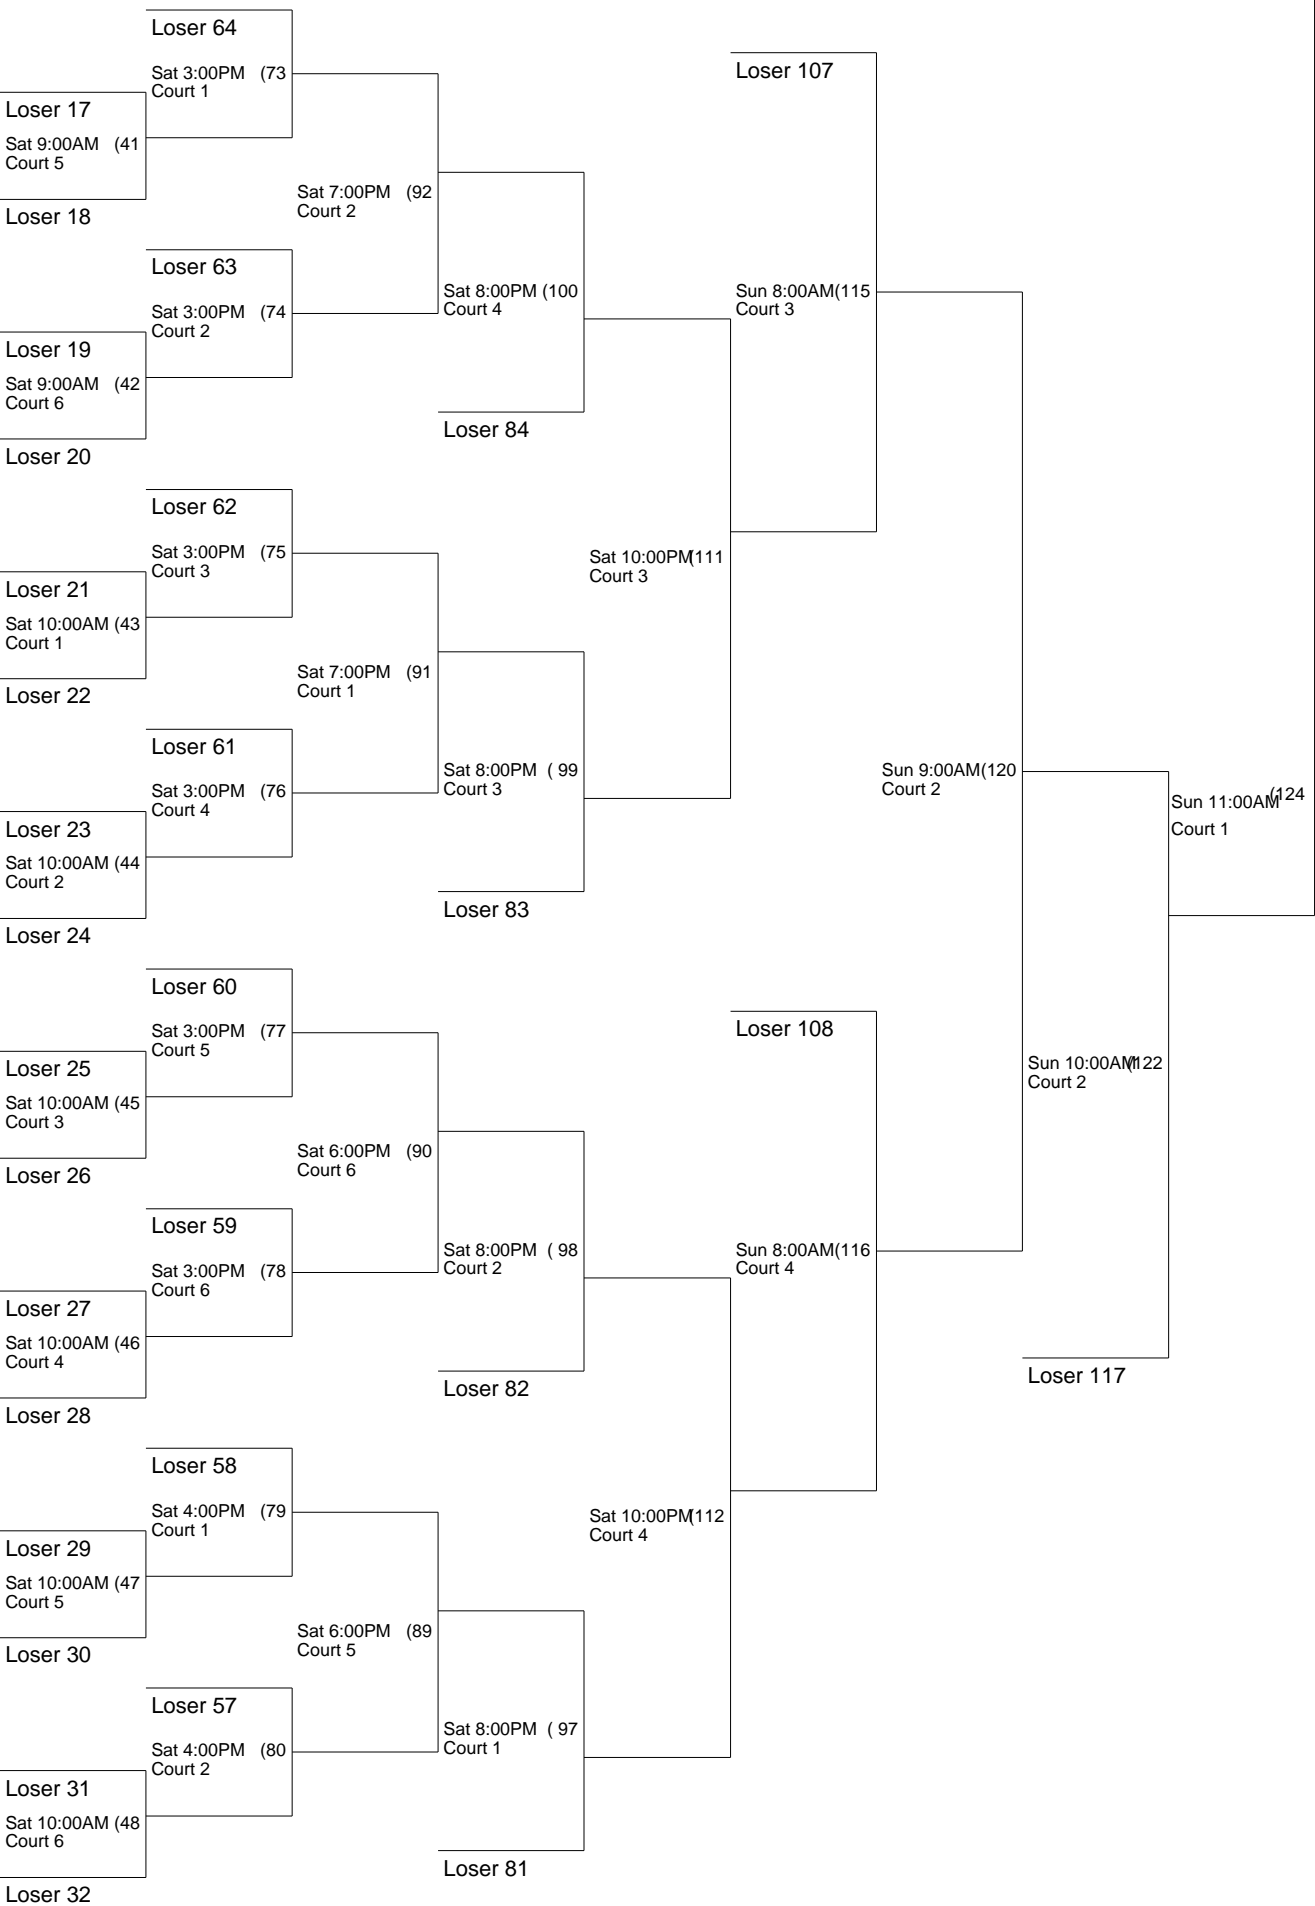 Loser 64
Sat 3:00PM (73
Court 1
Loser 17
Sat 9:00AM (41
Court 5
Loser 18
Sat 7:00PM (92
Court 2
Loser 63
Sat 3:00PM (74
Court 2
Loser 19
Sat 9:00AM (42
Court 6
Loser 20
Sat 8:00PM (100
Court 4
Loser 84
Loser 107
Sun 8:00AM(115
Court 3
Loser 62
Sat 3:00PM (75
Court 3
Loser 21
Sat 10:00AM (43
Court 1
Loser 22
Sat 10:00PM(111
Court 3
Sat 7:00PM (91
Court 1
Loser 61
Sat 3:00PM (76
Court 4
Loser 23
Sat 10:00AM (44
Court 2
Loser 24
Sat 8:00PM ( 99
Court 3
Loser 83
Sun 9:00AM(120
Court 2
Sun 11:00AM(124
Court 1
Loser 60
Sat 3:00PM (77
Court 5
Loser 25
Sat 10:00AM (45
Court 3
Loser 26
Loser 108
Sun 10:00AM(122
Court 2
Sat 6:00PM (90
Court 6
Loser 59
Sat 3:00PM (78
Court 6
Loser 27
Sat 10:00AM (46
Court 4
Loser 28
Sat 8:00PM ( 98
Court 2
Loser 82
Sun 8:00AM(116
Court 4
Loser 117
Loser 58
Sat 4:00PM (79
Court 1
Loser 29
Sat 10:00AM (47
Court 5
Loser 30
Sat 10:00PM(112
Court 4
Sat 6:00PM (89
Court 5
Loser 57
Sat 4:00PM (80
Court 2
Loser 31
Sat 10:00AM (48
Court 6
Loser 32
Sat 8:00PM ( 97
Court 1
Loser 81